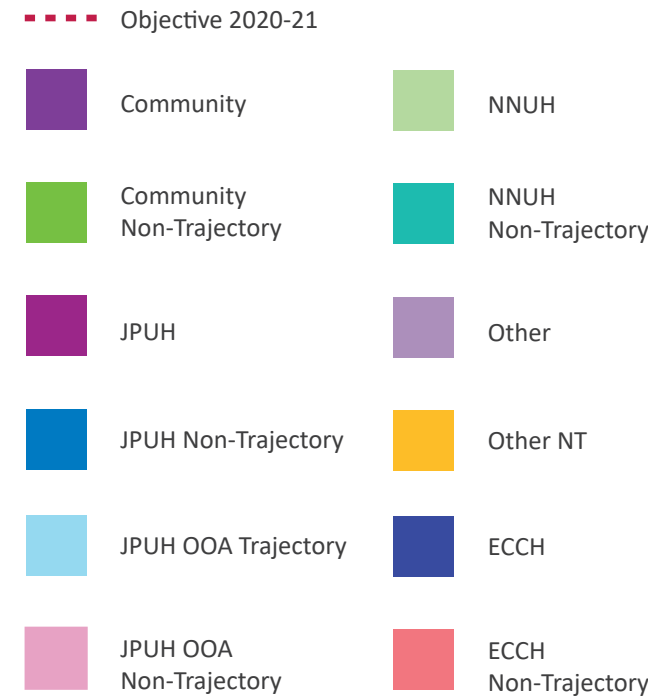 Objective 2020-21
Community
NNUH
Community
Non-Trajectory
NNUH
Non-Trajectory
JPUH
Other
JPUH Non-Trajectory
Other NT
JPUH OOA Trajectory
ECCH
JPUH OOA
Non-Trajectory
ECCH
Non-Trajectory